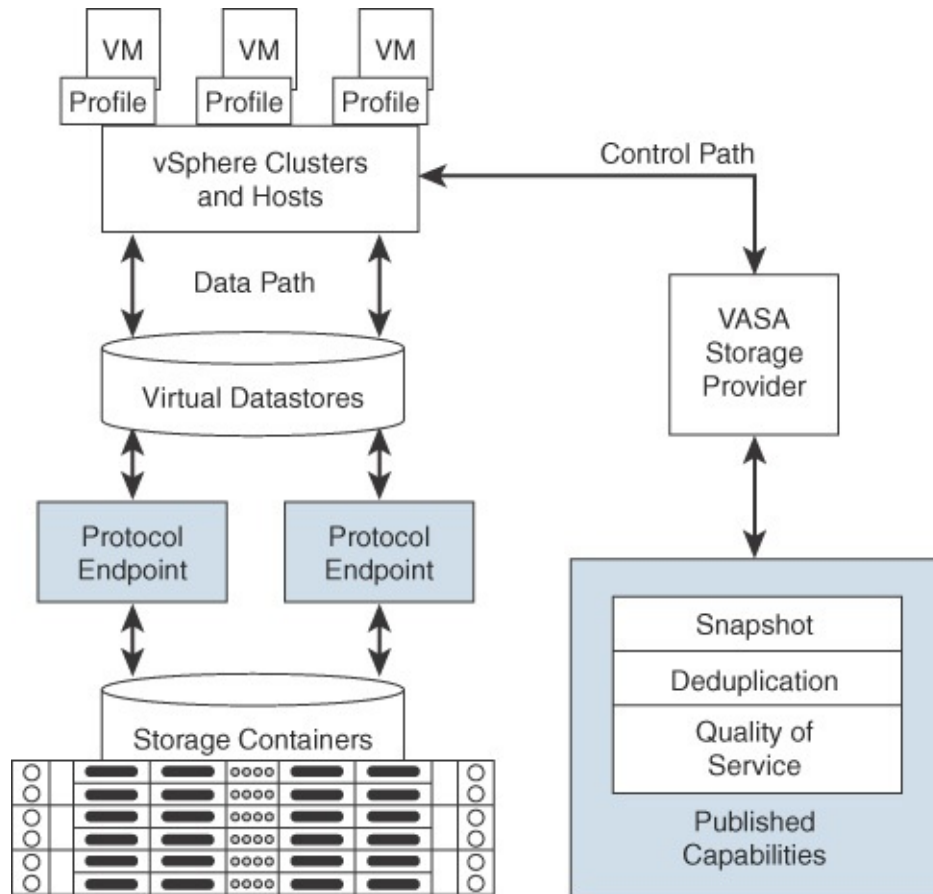 VM
VM
VM
Profile
Profile
Profile
vSphere Clusters
and Hosts
Control Path
Data Path
VASA
Storage
Provider
Virtual Datastores
Protocol
Endpoint
Protocol
Endpoint
Snapshot
Deduplication
Quality of
Service
Storage Containers
Published
Capabilities